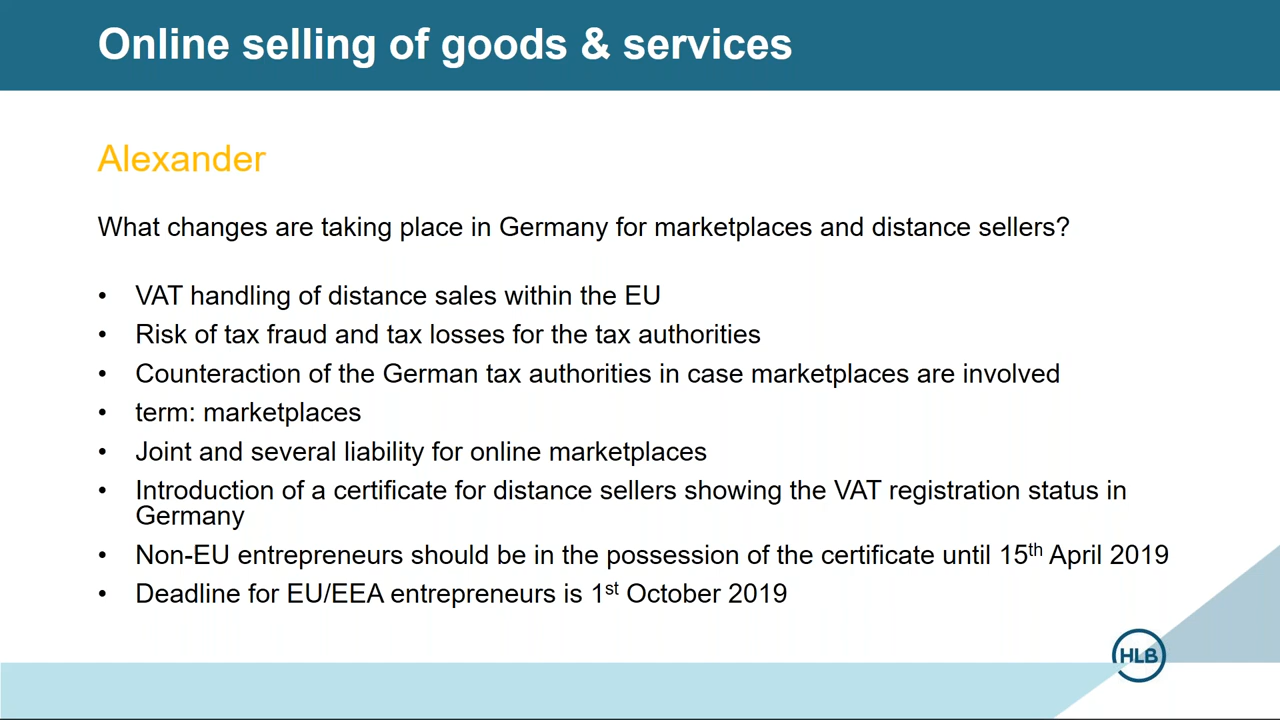 Online selling of goods & services
Alexander
What changes are taking place in Germany for marketplaces and distance sellers?
• VAT handling of distance sales within the EU
• Risk of tax fraud and tax losses for the tax authorities
• Counteraction of the German tax authorities in case marketplaces are involved
• term: marketplaces
• Joint and several liability for online marketplaces
• Introduction of a certificate for distance sellers showing the VAT registration status in
Germany
• Non-EU entrepreneurs should be in the possession of the certificate until 15th April 2019
• Deadline for EU/EEA entrepreneurs is 1st October 2019
HLB